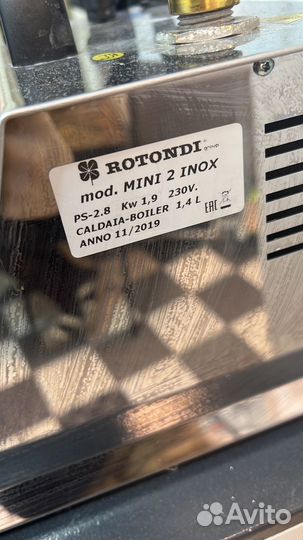 ROTONDI group
mod. MINI 2 INOX
PS-2.8 Kw 1,9 230V.
CALDAIA-BOILER 1,4 L
ANNO 11/2019
EAC
Avito